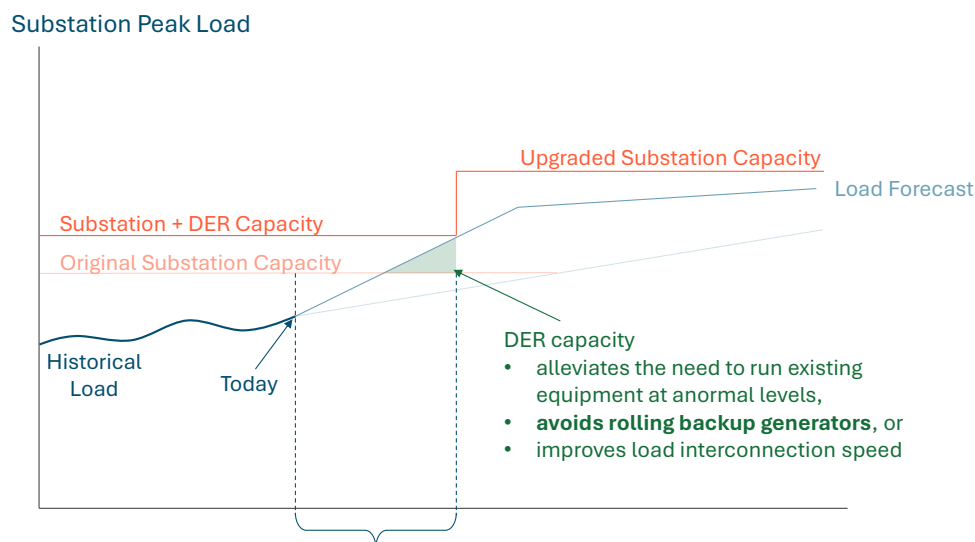 Substation Peak Load
Upgraded Substation Capacity
Load Forecast
Substation + DER Capacity
Original Substation Capacity
Historical
Load
Today
DER capacity
• alleviates the need to run existing
equipment at anormal levels,
• avoids rolling backup generators, or
• improves load interconnection speed